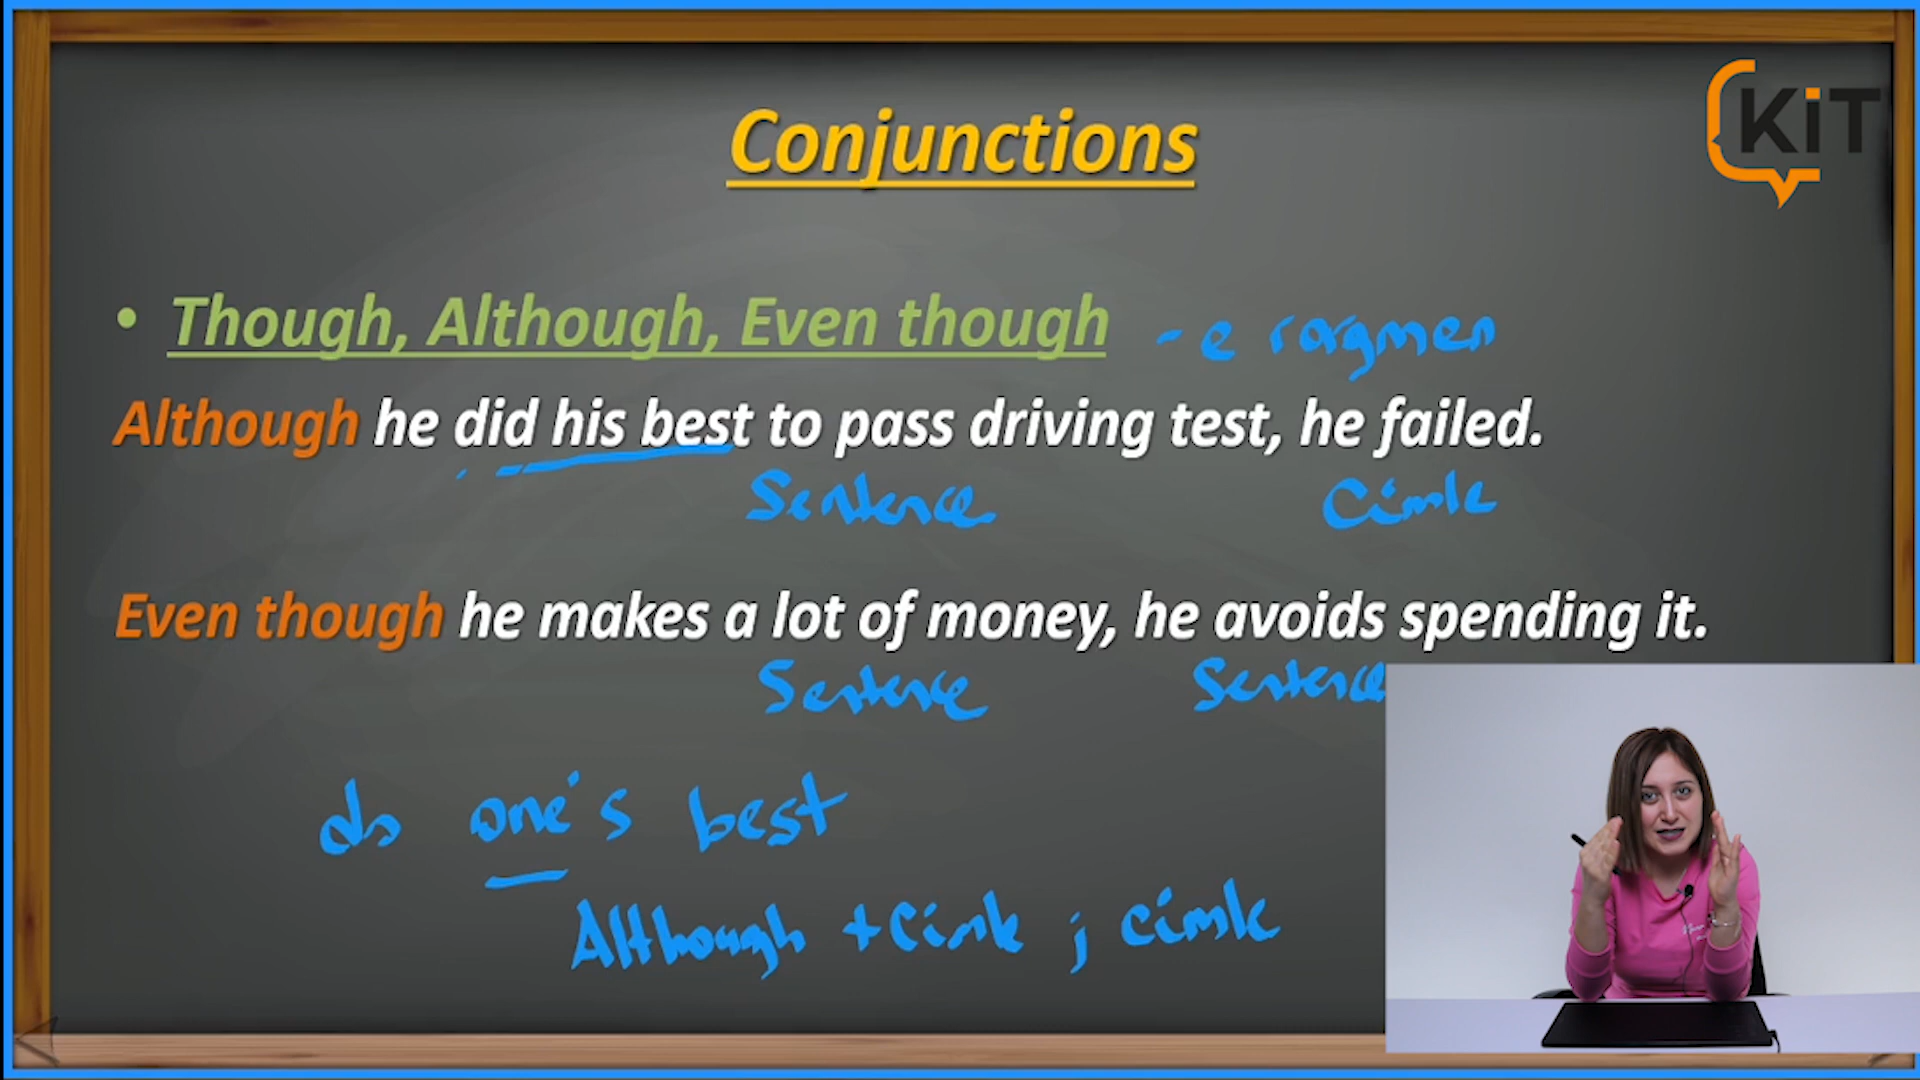 KiT
Conjunctions
• Though, Although, Even though - e rağmen
Although he did his best to pass driving test, he failed.
Sentence Cümle
Even though he makes a lot of money, he avoids spending it.
Sentence Sentence
do one's best
Although + Cümle , cümle